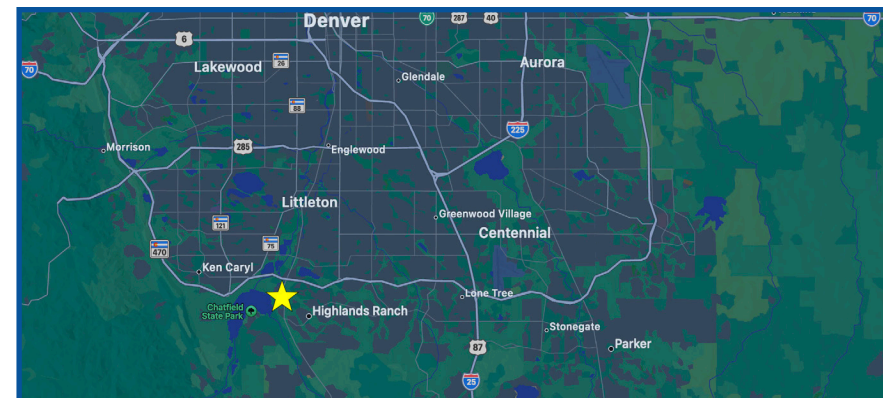 Denver
70
287
40
70
6
Lakewood
26
Aurora
70
Glendale
88
225
Morrison
285
Englewood
Littleton
121
Greenwood Village
Centennial
75
470
Ken Caryl
Lone Tree
Chatfield
State Park
Highlands Ranch
Stonegate
Parker
87
25